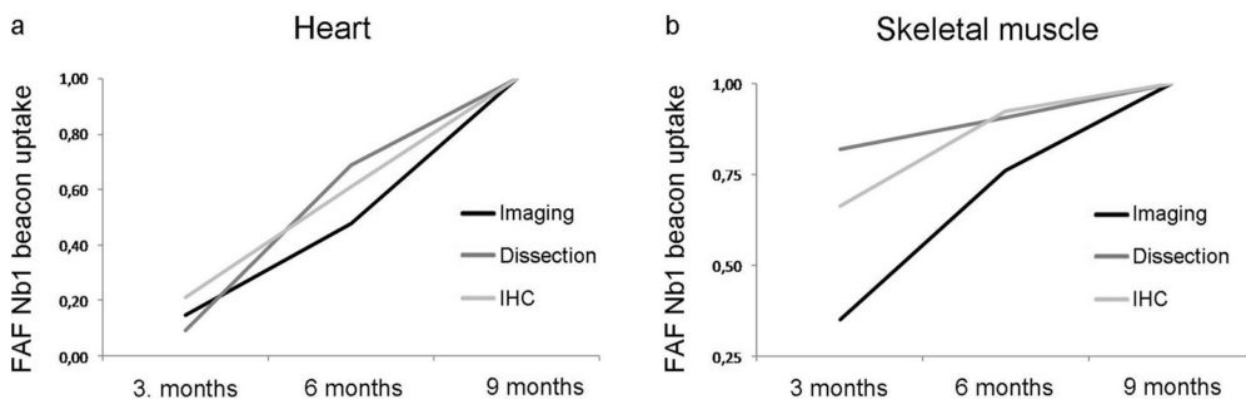 a
Heart
FAF Nb1 beacon uptake
1,00
0,80
0,60
0,40
0,20
0,00
Imaging
Dissection
IHC
3. months
6 months
9 months
b
Skeletal muscle
FAF Nb1 beacon uptake
1,00
0,75
0,50
0,25
Imaging
Dissection
IHC
3 months
6 months
9 months